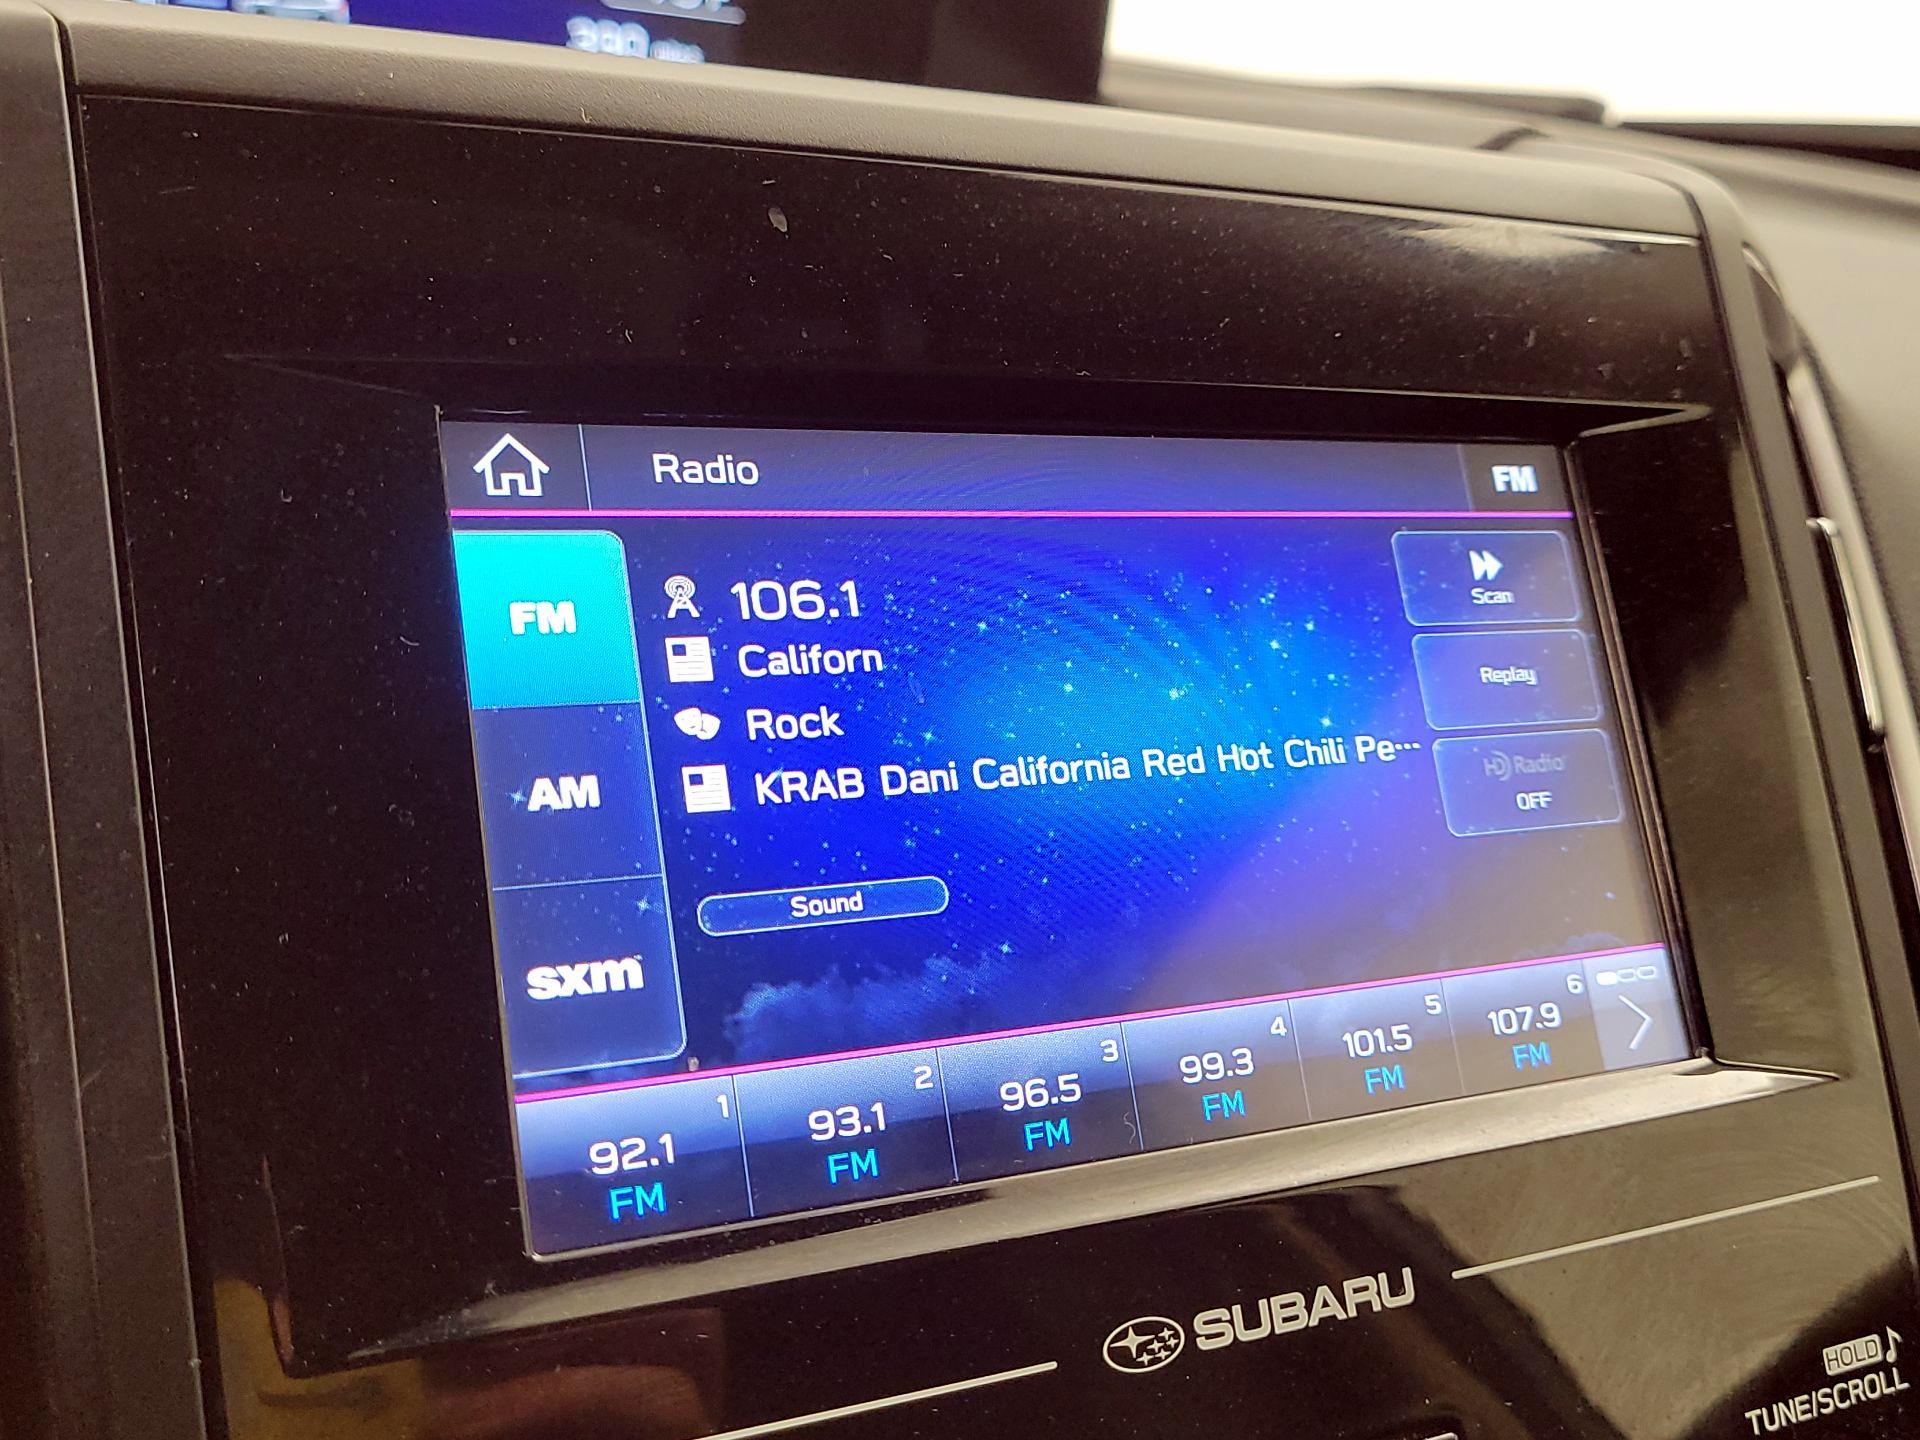 miles
Radio
FM
FM
106.1
Scan
Californ
Replay
Rock
KRAB Dani California Red Hot Chili Pe...
HD Radio
OFF
AM
Sound
sxm
1
92.1
FM
2
93.1
FM
3
96.5
FM
4
99.3
FM
5
101.5
FM
6
107.9
FM
SUBARU
HOLD
TUNE/SCROLL